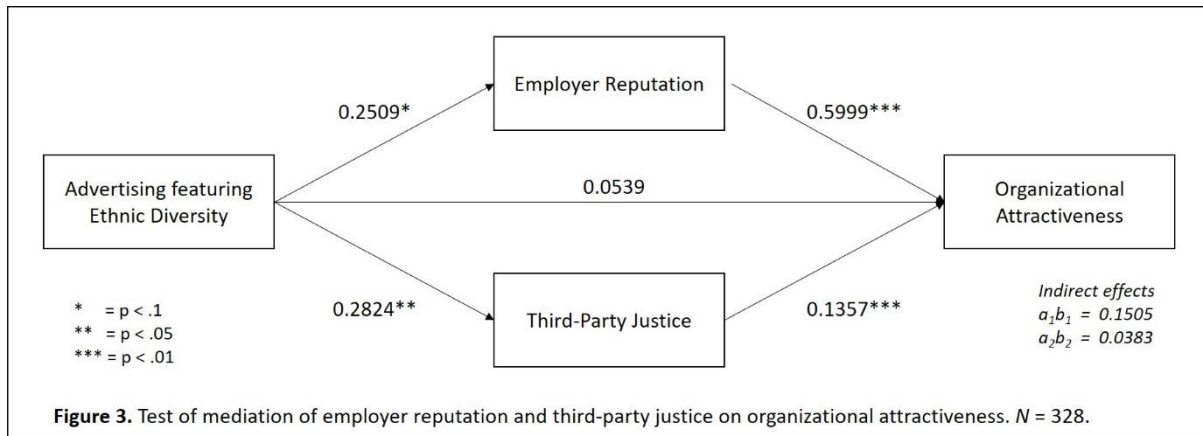 Employer Reputation
0.2509*
0.5999***
Advertising featuring
Ethnic Diversity
0.0539
Organizational
Attractiveness
0.2824**
Third-Party Justice
0.1357***
* = p < .1
** = p < .05
*** = p < .01
Indirect effects
a₁b₁ = 0.1505
a₂b₂ = 0.0383
Figure 3. Test of mediation of employer reputation and third-party justice on organizational attractiveness. N = 328.